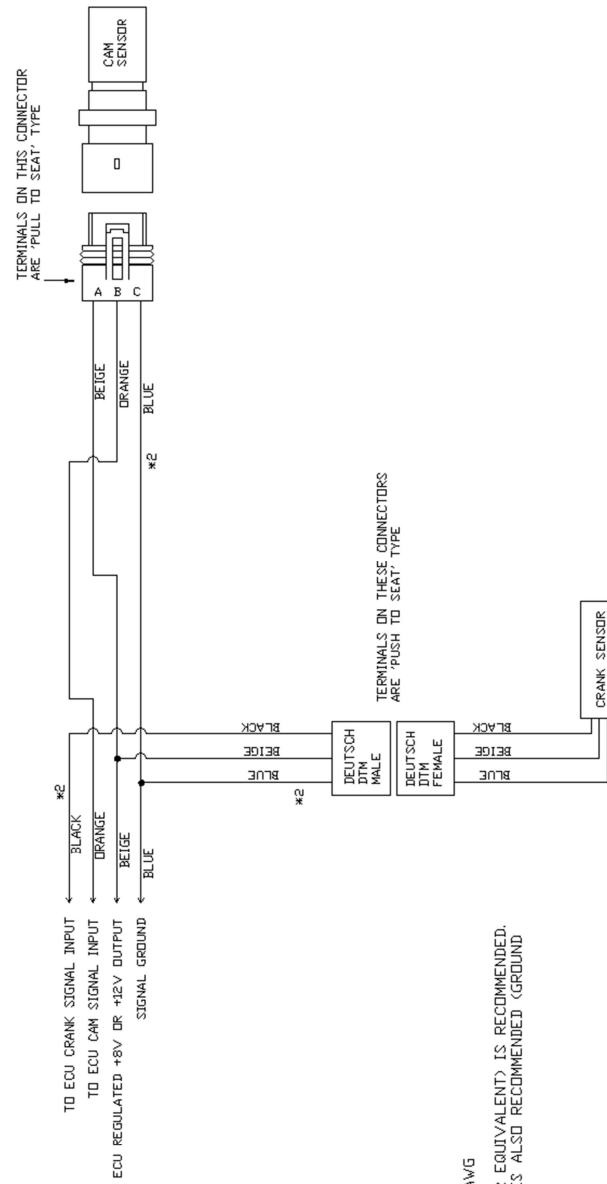 CAM
SENSOR
TERMINALS ON THIS CONNECTOR
ARE 'PULL TO SEAT' TYPE
A B C
BEIGE
ORANGE
BLUE
*2
TERMINALS ON THESE CONNECTORS
ARE 'PUSH TO SEAT' TYPE
*2
BLACK
ORANGE
BEIGE
BLUE
TO ECU CRANK SIGNAL INPUT
TO ECU CAM SIGNAL INPUT
ECU REGULATED +8V OR +12V OUTPUT
SIGNAL GROUND
BLACK
BEIGE
BLUE
*2
DEUTSCH
DTM
MALE
DEUTSCH
DTM
FEMALE
BLACK
BEIGE
BLUE
CRANK SENSOR
AWG
EQUIVALENT) IS RECOMMENDED.
IS ALSO RECOMMENDED (GROUND